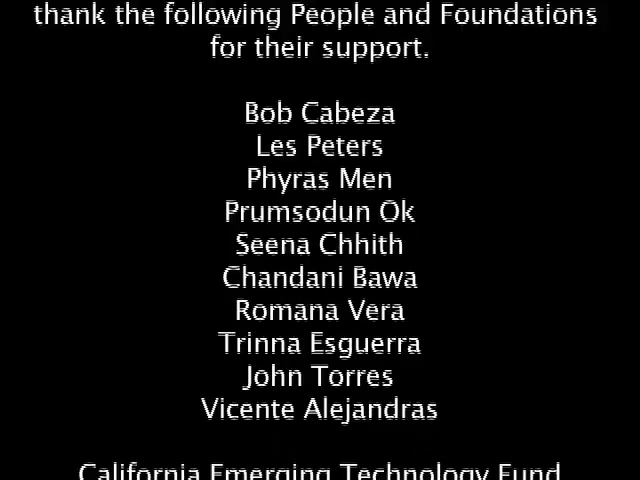 thank the following People and Foundations
for their support.
Bob Cabeza
Les Peters
Phyras Men
Prumsodun Ok
Seena Chhith
Chandani Bawa
Romana Vera
Trinna Esguerra
John Torres
Vicente Alejandras
California Emerging Technology Fund